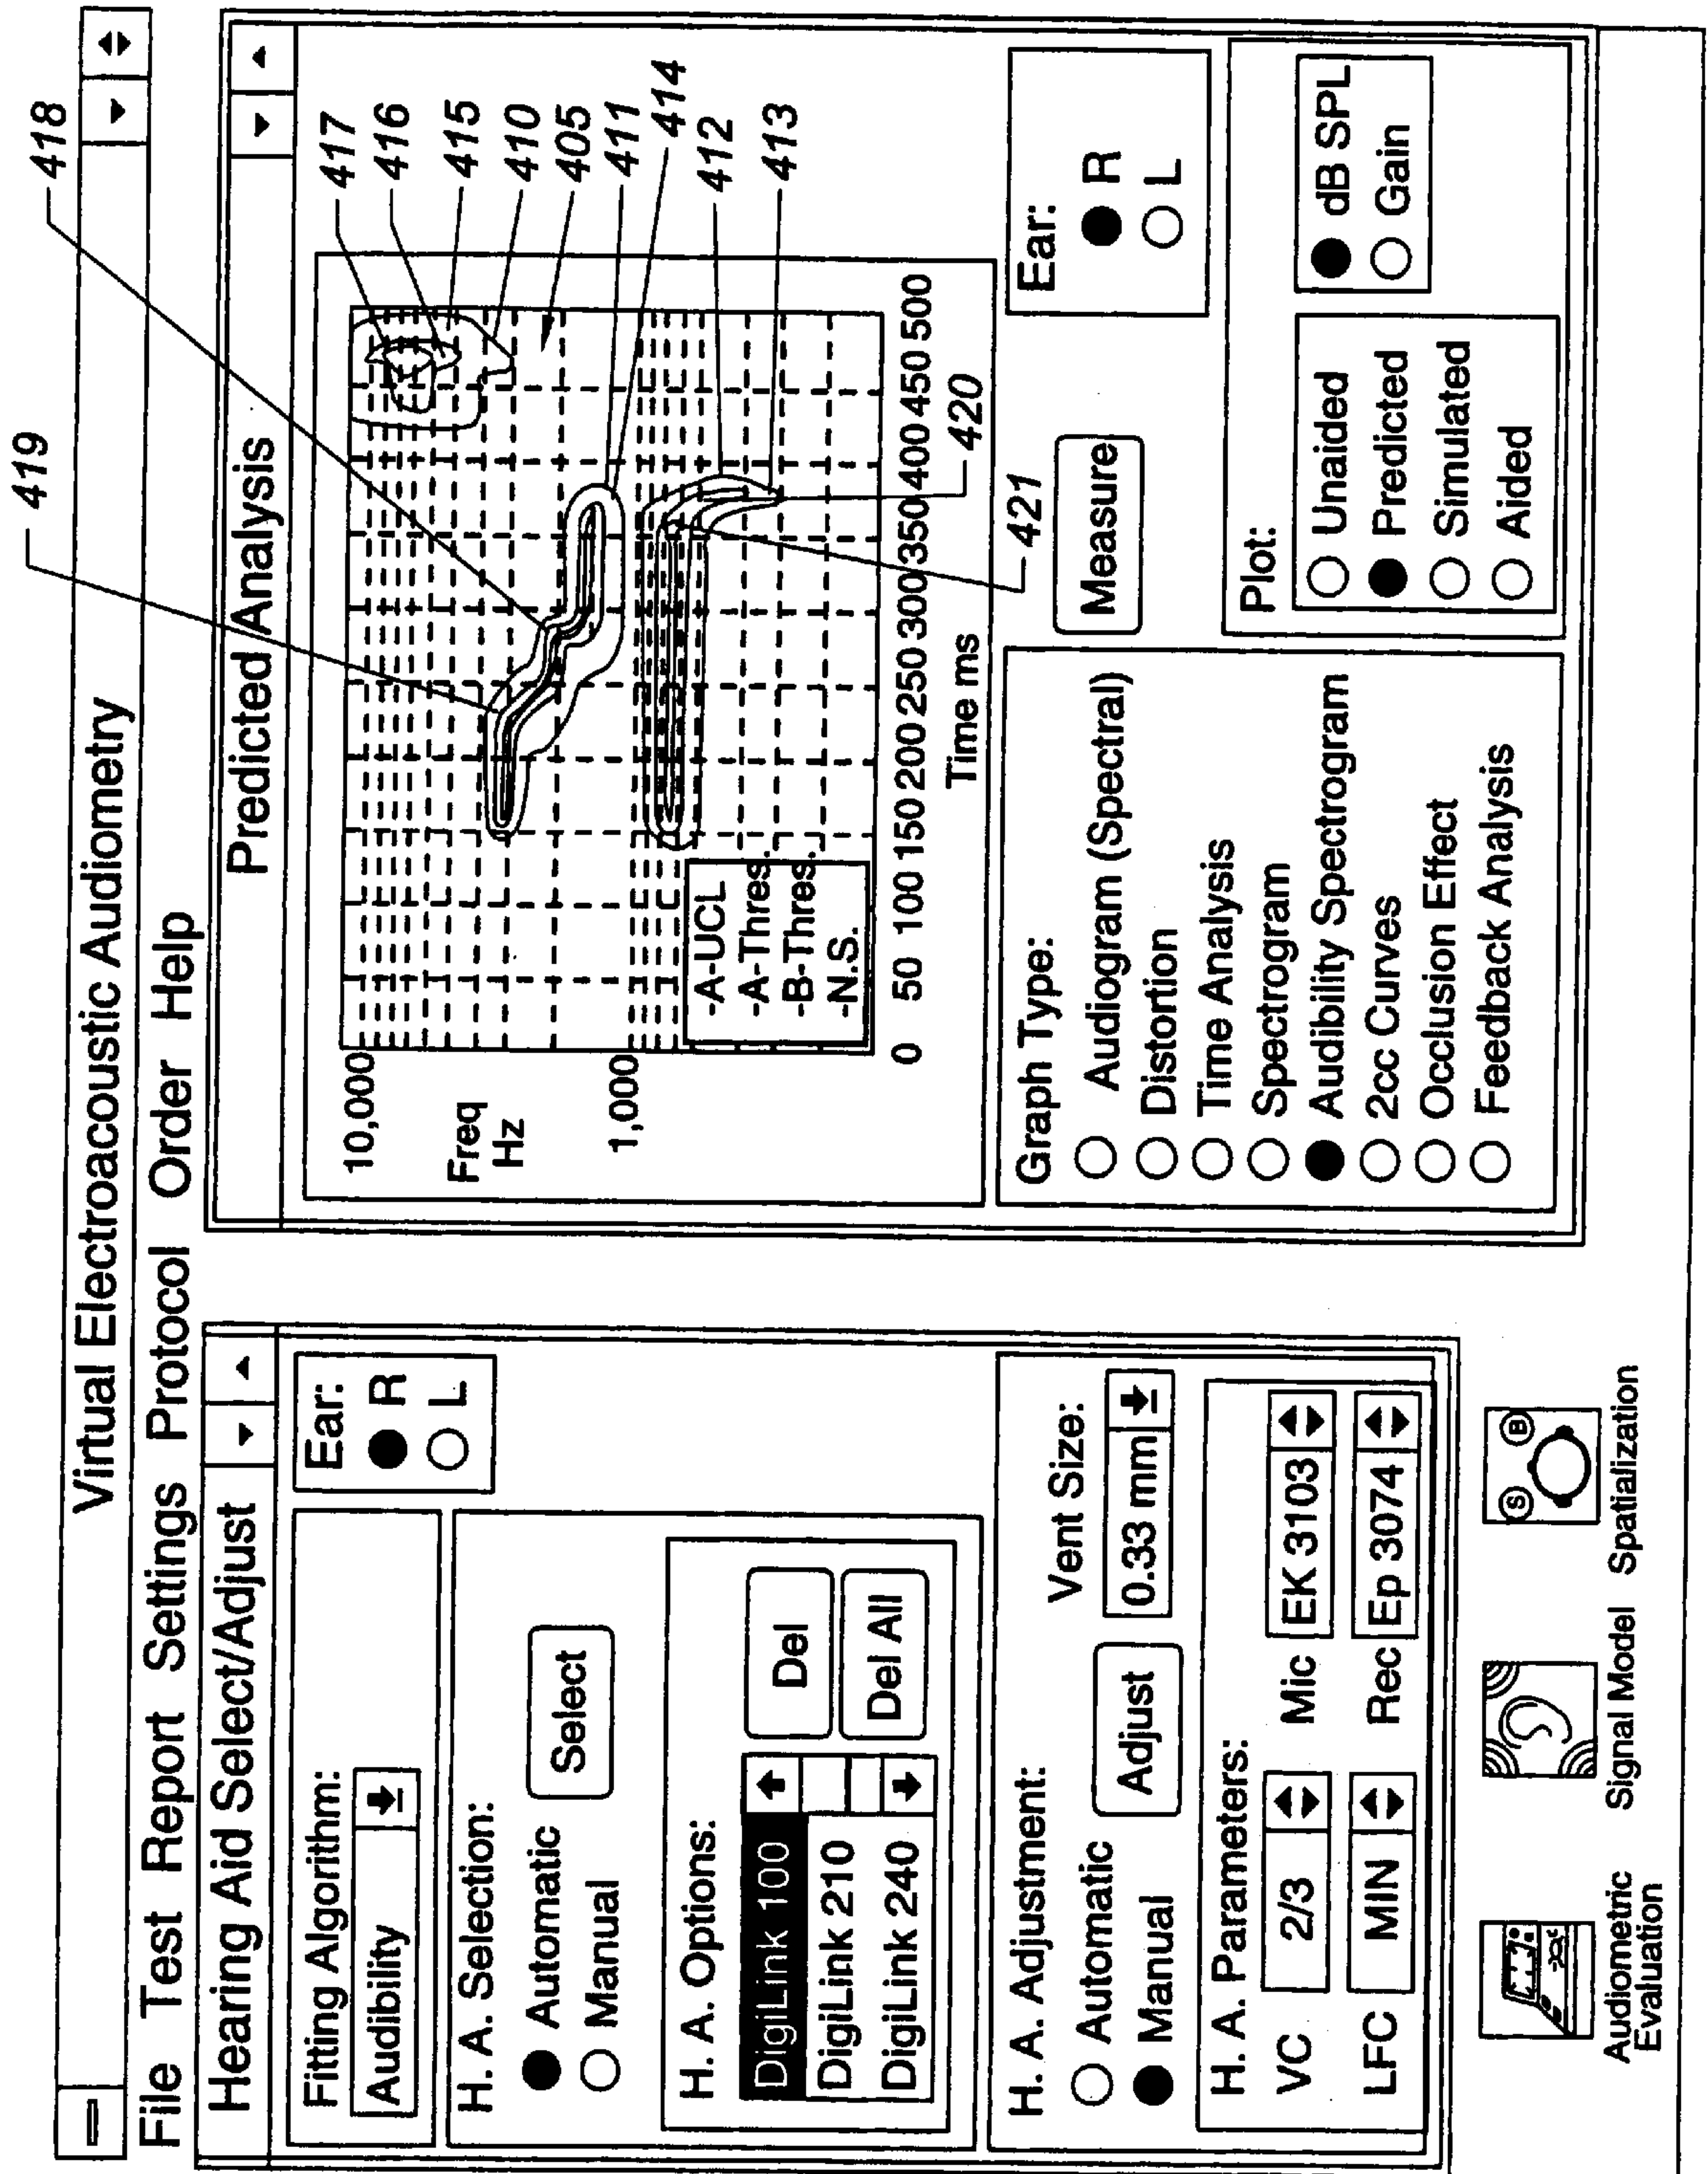 Virtual Electroacoustic Audiometry
File Test Report Settings Protocol Order Help
Hearing Aid Select/Adjust
Fitting Algorithm:
Audibility
Ear:
R
L
H. A. Selection:
Automatic
Manual
Select
H. A. Options:
DigiLink 100
DigiLink 210
DigiLink 240
Del
Del All
H. A. Adjustment:
Automatic
Manual
Adjust
Vent Size:
0.33 mm
H. A. Parameters:
VC 2/3 Mic EK 3103
LFC MIN Rec Ep 3074
Audiometric
Evaluation
Signal Model
S B
Spatialization
Predicted Analysis
10,000
Freq
Hz
1,000
-A-UCL
-A-Thres.
-B-Thres.
-N.S.
0 50 100 150 200 250 300 350 400 450 500
Time ms
419
418
417
416
415
410
405
411
414
412
413
420
421
Measure
Ear:
R
L
Graph Type:
Audiogram (Spectral)
Distortion
Time Analysis
Spectrogram
Audibility Spectrogram
2cc Curves
Occlusion Effect
Feedback Analysis
Plot:
Unaided
Predicted
Simulated
Aided
dB SPL
Gain